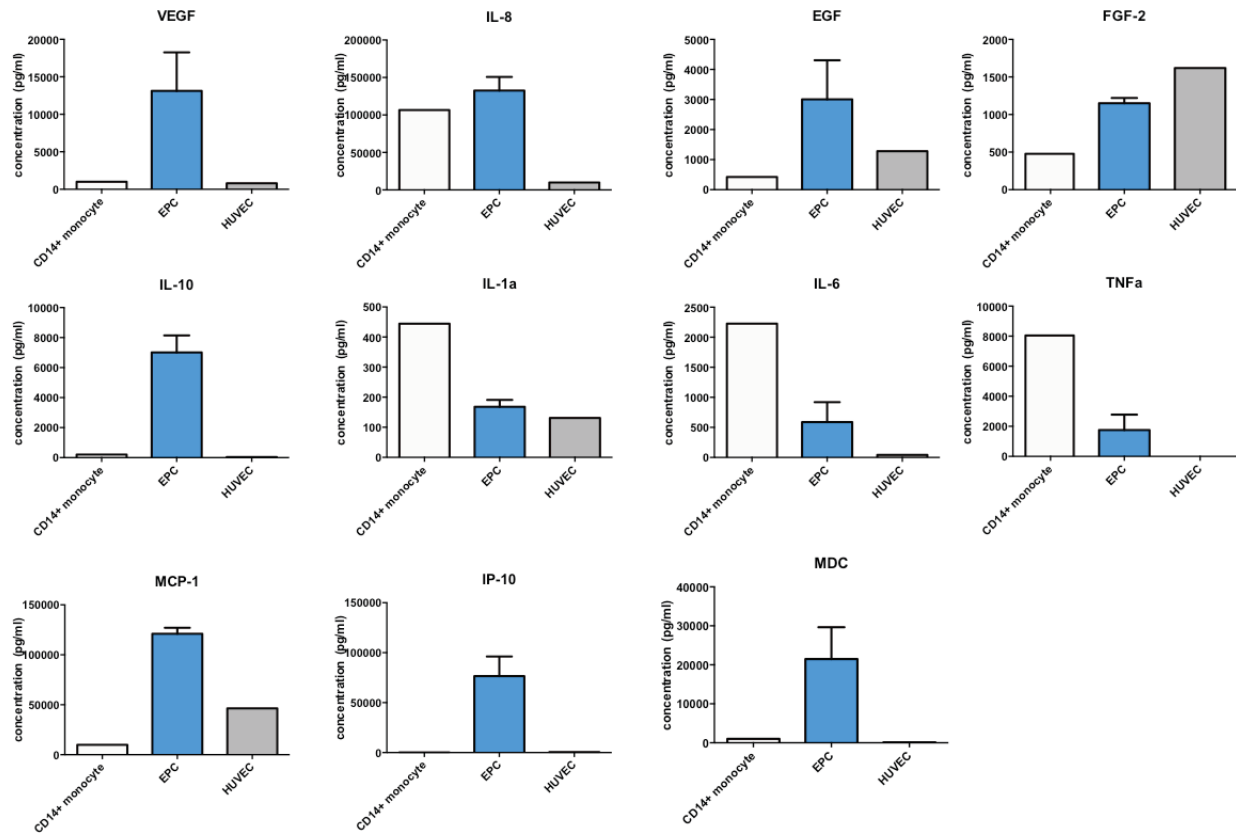 VEGF
concentration (pg/ml)
20000
15000
10000
5000
0
CD14+ monocyte
EPC
HUVEC
IL-8
concentration (pg/ml)
200000
150000
100000
50000
0
CD14+ monocyte
EPC
HUVEC
EGF
concentration (pg/ml)
5000
4000
3000
2000
1000
0
CD14+ monocyte
EPC
HUVEC
FGF-2
concentration (pg/ml)
2000
1500
1000
500
0
CD14+ monocyte
EPC
HUVEC
IL-10
concentration (pg/ml)
10000
8000
6000
4000
2000
0
CD14+ monocyte
EPC
HUVEC
IL-1a
concentration (pg/ml)
500
400
300
200
100
0
CD14+ monocyte
EPC
HUVEC
IL-6
concentration (pg/ml)
2500
2000
1500
1000
500
0
CD14+ monocyte
EPC
HUVEC
TNFa
concentration (pg/ml)
10000
8000
6000
4000
2000
0
CD14+ monocyte
EPC
HUVEC
MCP-1
concentration (pg/ml)
150000
100000
50000
0
CD14+ monocyte
EPC
HUVEC
IP-10
concentration (pg/ml)
150000
100000
50000
0
CD14+ monocyte
EPC
HUVEC
MDC
concentration (pg/ml)
40000
30000
20000
10000
0
CD14+ monocyte
EPC
HUVEC